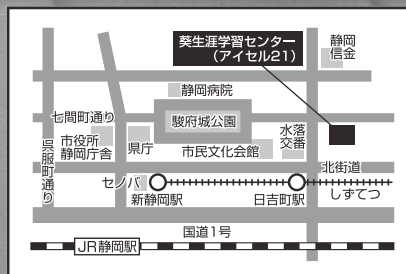 葵生涯学習センター
（アイセル21）
静岡
信金
静岡病院
七間町通り
駿府城公園
水落
交番
市役所
静岡庁舎
県庁
市民文化会館
呉服町通り
北街道
セノバ
しずてつ
新静岡駅
日吉町駅
国道1号
JR静岡駅